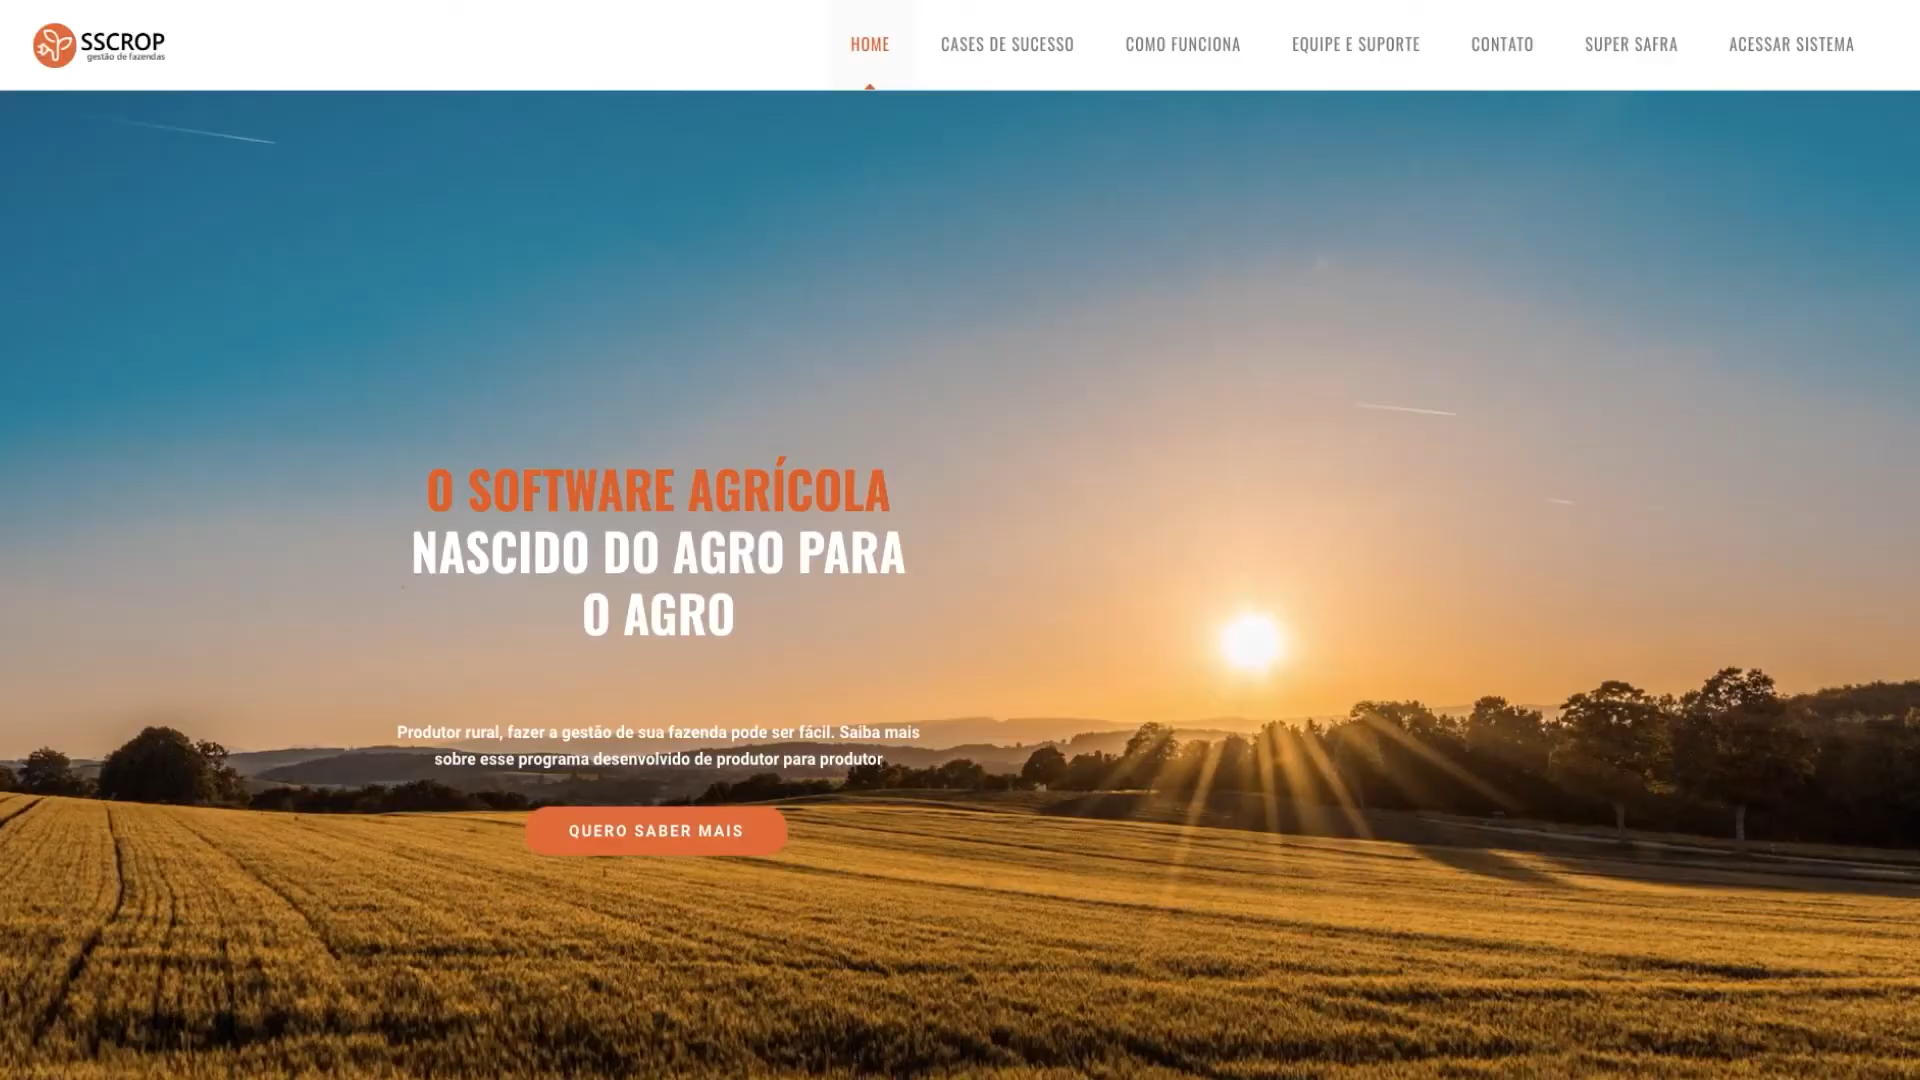 SSCROP
gestão de fazendas
HOME
CASES DE SUCESSO
COMO FUNCIONA
EQUIPE E SUPORTE
CONTATO
SUPER SAFRA
ACESSAR SISTEMA
O SOFTWARE AGRÍCOLA
NASCIDO DO AGRO PARA
O AGRO
Produtor rural, fazer a gestão de sua fazenda pode ser fácil. Saiba mais
sobre esse programa desenvolvido de produtor para produtor
QUERO SABER MAIS